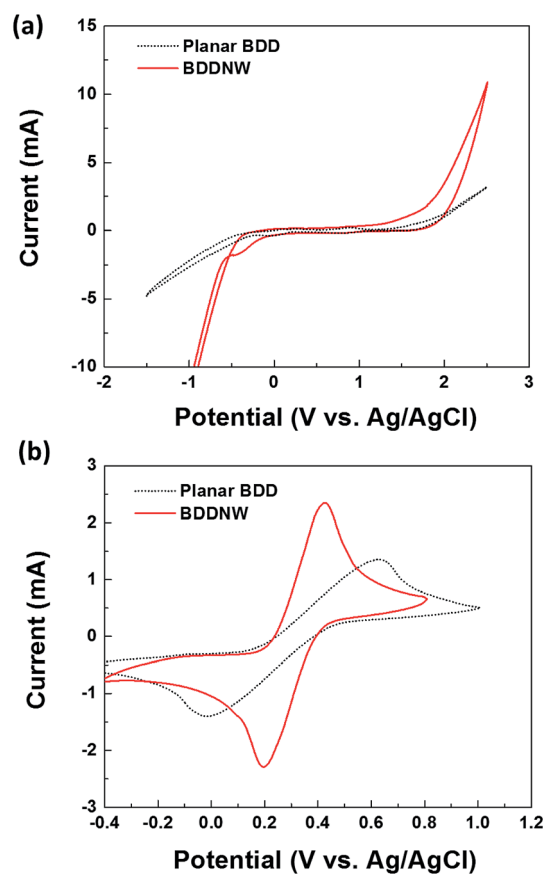 (a)
15
10
5
0
-5
-10
Current (mA)
Planar BDD
BDDNW
-2 -1 0 1 2 3
Potential (V vs. Ag/AgCl)
(b)
3
2
1
0
-1
-2
-3
Current (mA)
Planar BDD
BDDNW
-0.4 -0.2 0.0 0.2 0.4 0.6 0.8 1.0 1.2
Potential (V vs. Ag/AgCl)